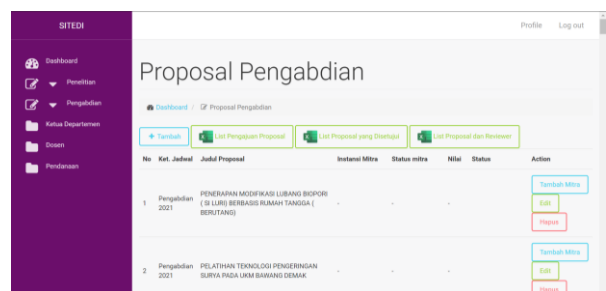 SITEDI
Profile Log out
Dashboard
Penelitian
Pengabdian
Ketua Departemen
Dosen
Pendanaan
Proposal Pengabdian
Dashboard / Proposal Pengabdian
+ Tambah List Pengajuan Proposal List Proposal yang Disetujui List Proposal dan Reviewer
No Ket. Jadwal Judul Proposal Instansi Mitra Status mitra Nilai Status Action
1 Pengabdian 2021
PENERAPAN MODIFIKASI LUBANG BIOPORI
( SI LURI) BERBASIS RUMAH TANGGA (
BERUTANG)
- - -
Tambah Mitra
Edit
Hapus
2 Pengabdian 2021
PELATIHAN TEKNOLOGI PENGERINGAN
SURYA PADA UKM BAWANG DEMAK
- - -
Tambah Mitra
Edit
Hapus